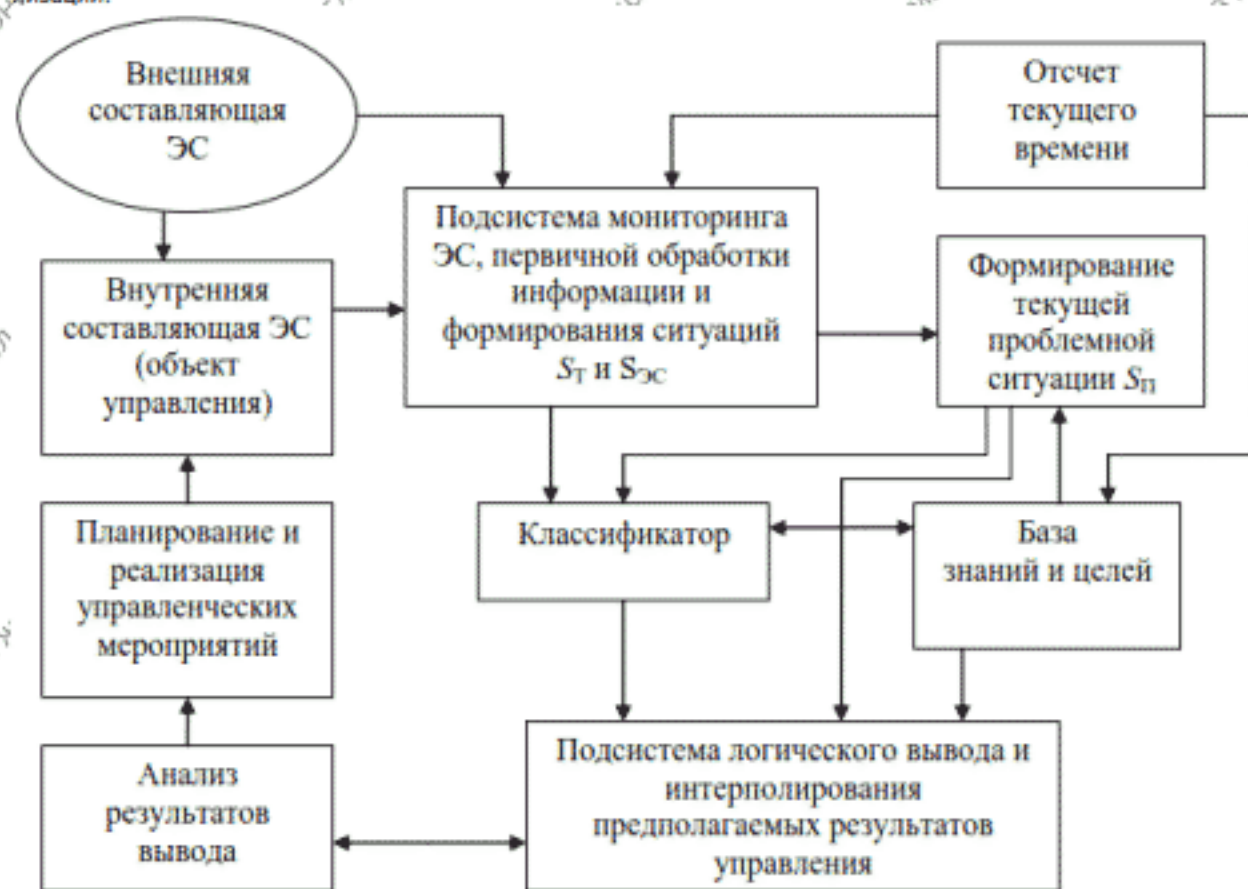 Внешняя
составляющая
ЭС
Отсчет
текущего
времени
Подсистема мониторинга
ЭС, первичной обработки
информации и
формирования ситуаций
Sт и Sэс
Формирование
текущей
проблемной
ситуации Sп
Внутренняя
составляющая ЭС
(объект
управления)
Классификатор
База
знаний и целей
Планирование и
реализация
управленческих
мероприятий
Подсистема логического вывода и
интерполирования
предполагаемых результатов
управления
Анализ
результатов
вывода